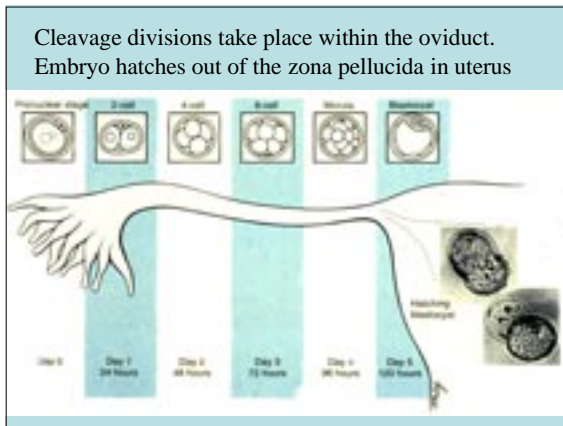 Cleavage divisions take place within the oviduct.
Embryo hatches out of the zona pellucida in uterus
Pronuclear stage 2-cell 4-cell 8-cell Morula Blastocyst
Hatching
blastocyst
Day 0 Day 1 Day 2 Day 3 Day 4 Day 5
24 hours 48 hours 72 hours 96 hours 120 hours